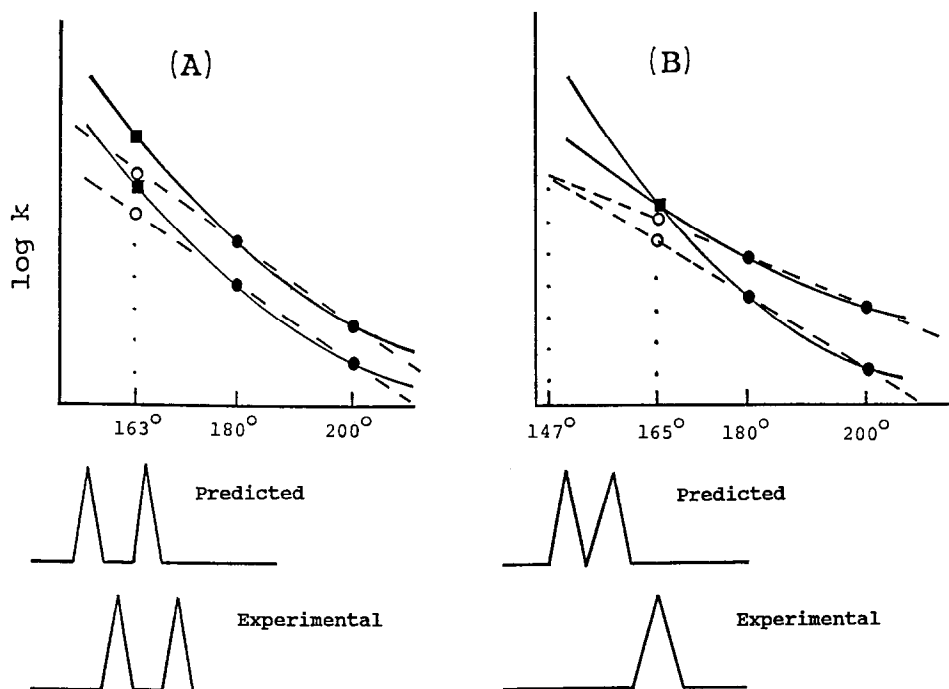 (A)
(B)
log k
163° 180° 200°
147° 165° 180° 200°
Predicted
Predicted
Experimental
Experimental